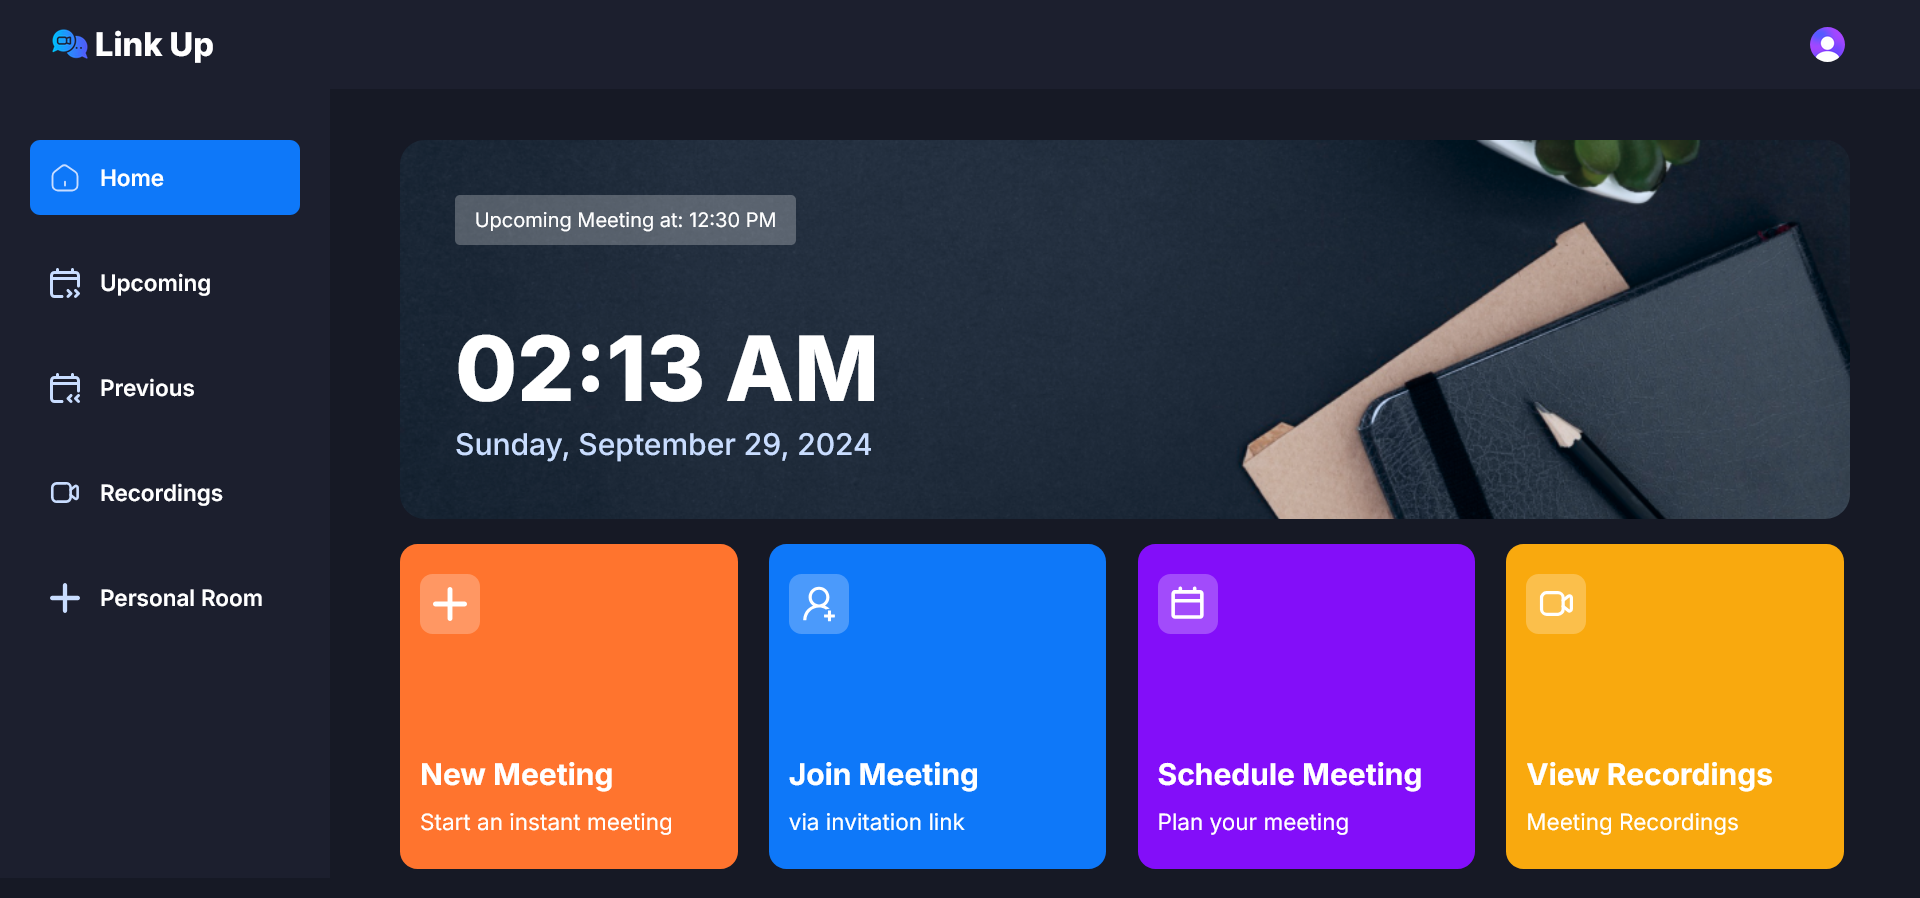 Link Up
Home
Upcoming
Previous
Recordings
Personal Room
Upcoming Meeting at: 12:30 PM
02:13 AM
Sunday, September 29, 2024
New Meeting
Start an instant meeting
Join Meeting
via invitation link
Schedule Meeting
Plan your meeting
View Recordings
Meeting Recordings